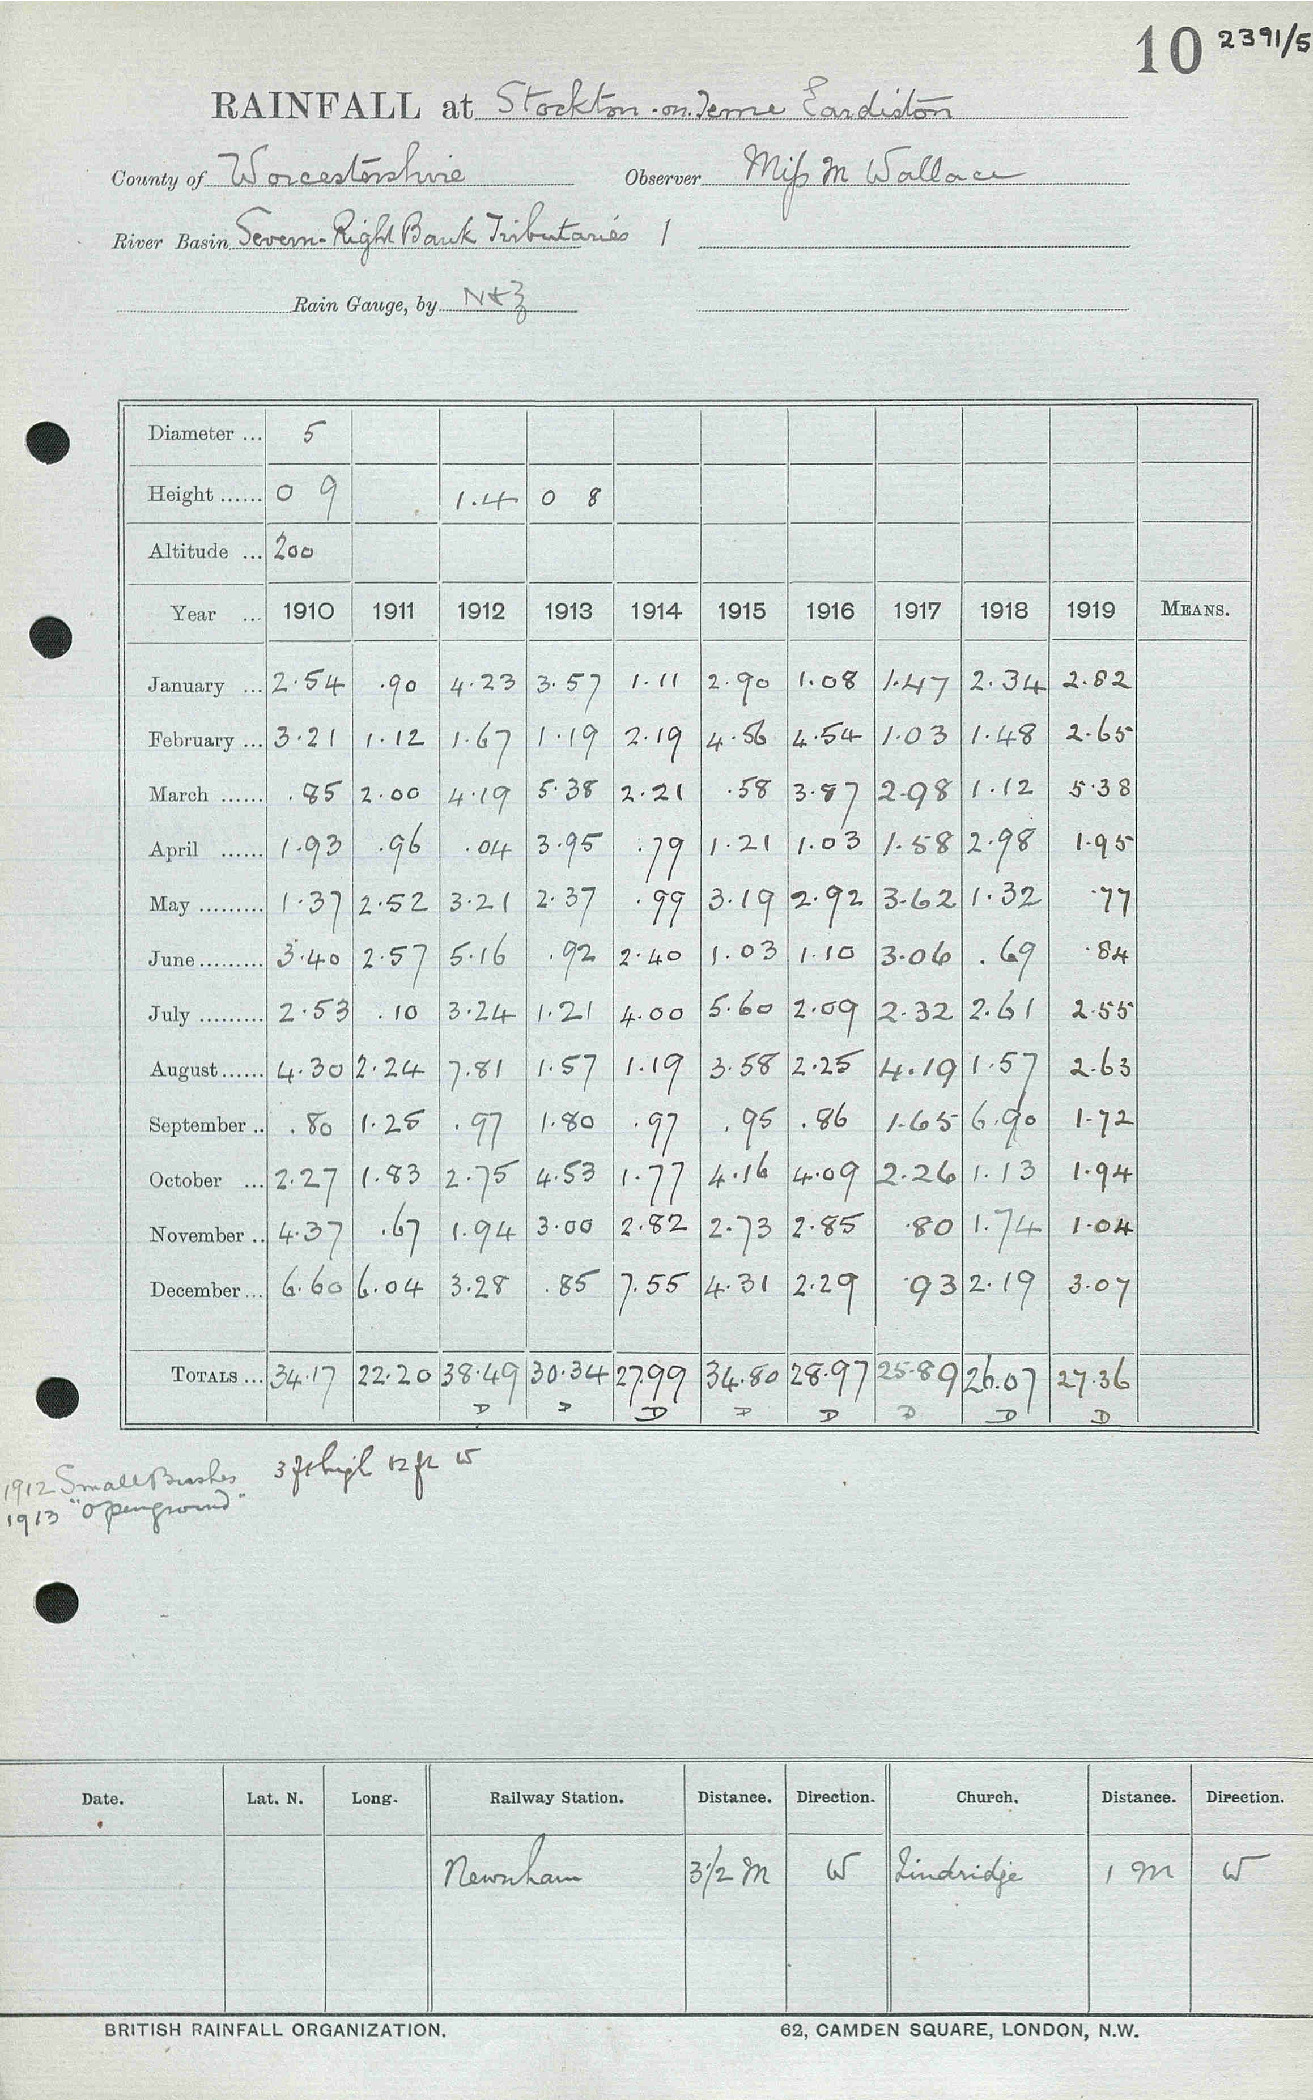 10 2391/5
RAINFALL at Stockton-on-Teme Eardiston
County of Worcestershire Observer Miss M Wallace
River Basin Severn-Right Bank Tributaries 1
Rain Gauge, by N&Z
Diameter ... 5
Height ...... 0 9 1.4 0 8
Altitude ... 200
Year ... 1910 1911 1912 1913 1914 1915 1916 1917 1918 1919 MEANS.
January ... 2.54 .90 4.23 3.57 1.11 2.90 1.08 1.47 2.34 2.82
February ... 3.21 1.12 1.67 1.19 2.19 4.56 4.54 1.03 1.48 2.65
March ...... .85 2.00 4.19 5.38 2.21 .58 3.87 2.98 1.12 5.38
April ...... 1.93 .96 .04 3.95 .79 1.21 1.03 1.58 2.98 1.95
May ......... 1.37 2.52 3.21 2.37 .99 3.19 2.92 3.62 1.32 .77
June ......... 3.40 2.57 5.16 .92 2.40 1.03 1.10 3.06 .69 .84
July ......... 2.53 .10 3.24 1.21 4.00 5.60 2.09 2.32 2.61 2.55
August ...... 4.30 2.24 7.81 1.57 1.19 3.58 2.25 4.19 1.57 2.63
September .. .80 1.25 .97 1.80 .97 .95 .86 1.65 6.90 1.72
October ... 2.27 1.83 2.75 4.53 1.77 4.16 4.09 2.26 1.13 1.94
November .. 4.37 .67 1.94 3.00 2.82 2.73 2.85 .80 1.74 1.04
December ... 6.60 6.04 3.28 .85 7.55 4.31 2.29 .93 2.19 3.07
TOTALS ... 34.17 22.20 38.49 30.34 27.99 34.80 28.97 25.89 26.07 27.36
D D D D D D D D
1912 Small Bushes 3 ft high 12 ft W
1913 "Open ground"
Date. Lat. N. Long. Railway Station. Distance. Direction. Church. Distance. Direction.
Newnham 3½ M W Lindridge 1 M W
BRITISH RAINFALL ORGANIZATION. 62, CAMDEN SQUARE, LONDON, N.W.